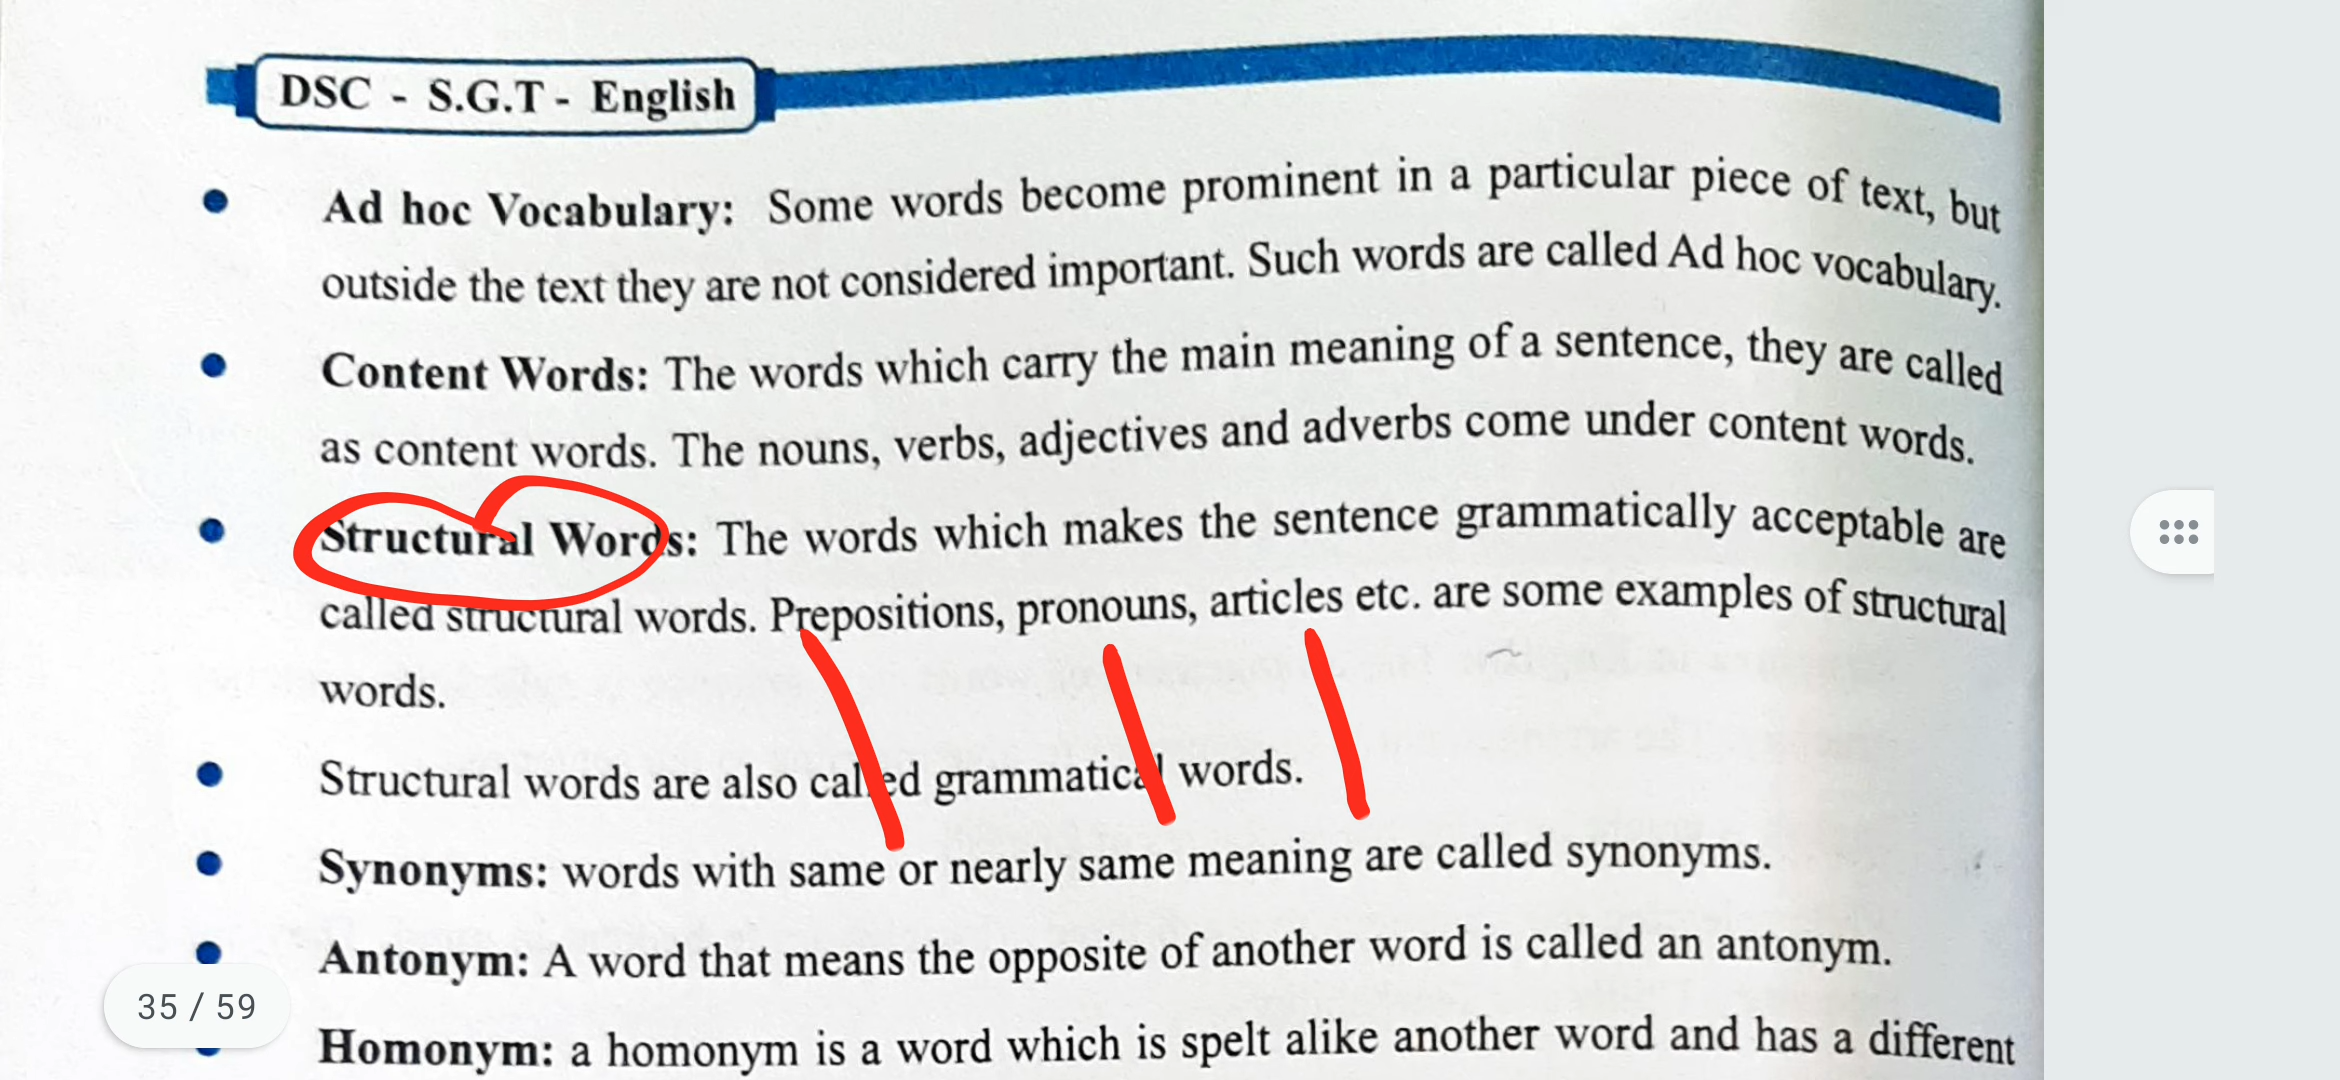 DSC - S.G.T - English
Ad hoc Vocabulary: Some words become prominent in a particular piece of text, but
outside the text they are not considered important. Such words are called Ad hoc vocabulary.
Content Words: The words which carry the main meaning of a sentence, they are called
as content words. The nouns, verbs, adjectives and adverbs come under content words.
Structural Words: The words which makes the sentence grammatically acceptable are
called structural words. Prepositions, pronouns, articles etc. are some examples of structural
words.
Structural words are also called grammatical words.
Synonyms: words with same or nearly same meaning are called synonyms.
Antonym: A word that means the opposite of another word is called an antonym.
35 / 59
Homonym: a homonym is a word which is spelt alike another word and has a different